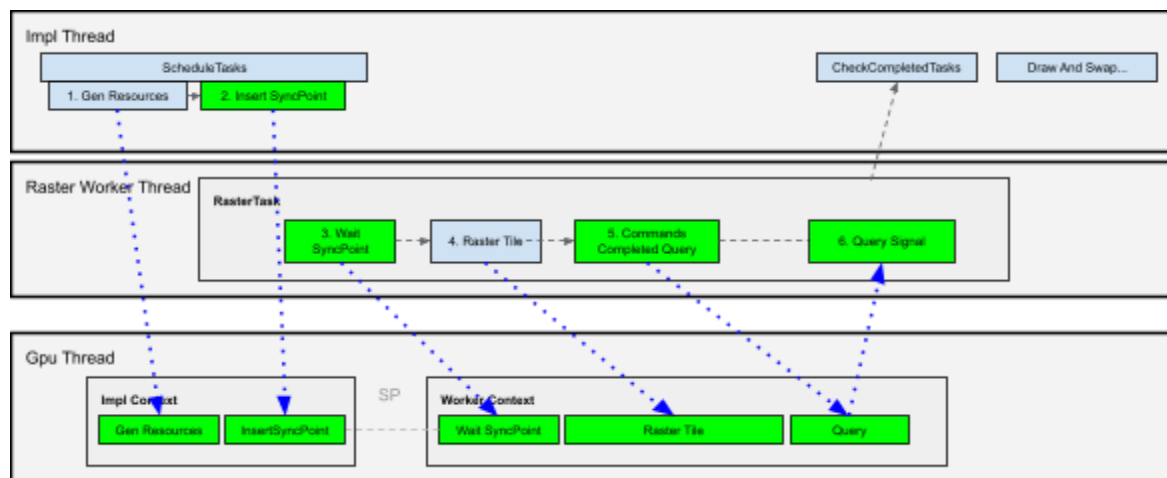 Impl Thread
ScheduleTasks
CheckCompletedTasks
Draw And Swap...
1. Gen Resources
2. Insert SyncPoint
Raster Worker Thread
RasterTask
3. Wait
SyncPoint
4. Raster Tile
5. Commands
Completed Query
6. Query Signal
Gpu Thread
Impl Context
SP
Worker Context
Gen Resources
InsertSyncPoint
Wait SyncPoint
Raster Tile
Query